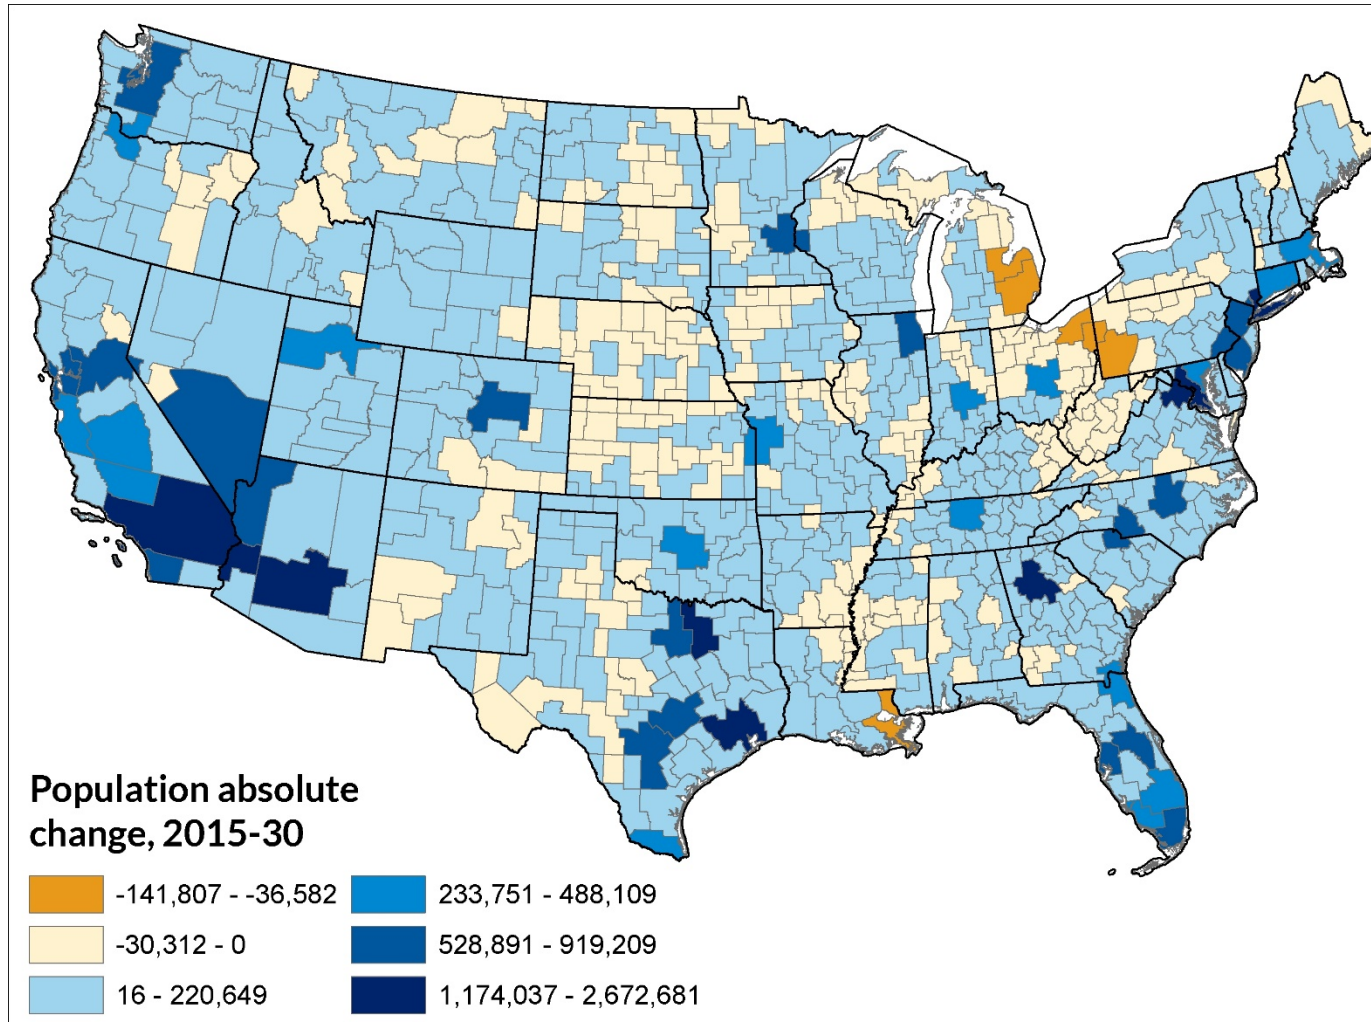 Population absolute
change, 2015-30
-141,807 - -36,582
233,751 - 488,109
-30,312 - 0
528,891 - 919,209
16 - 220,649
1,174,037 - 2,672,681